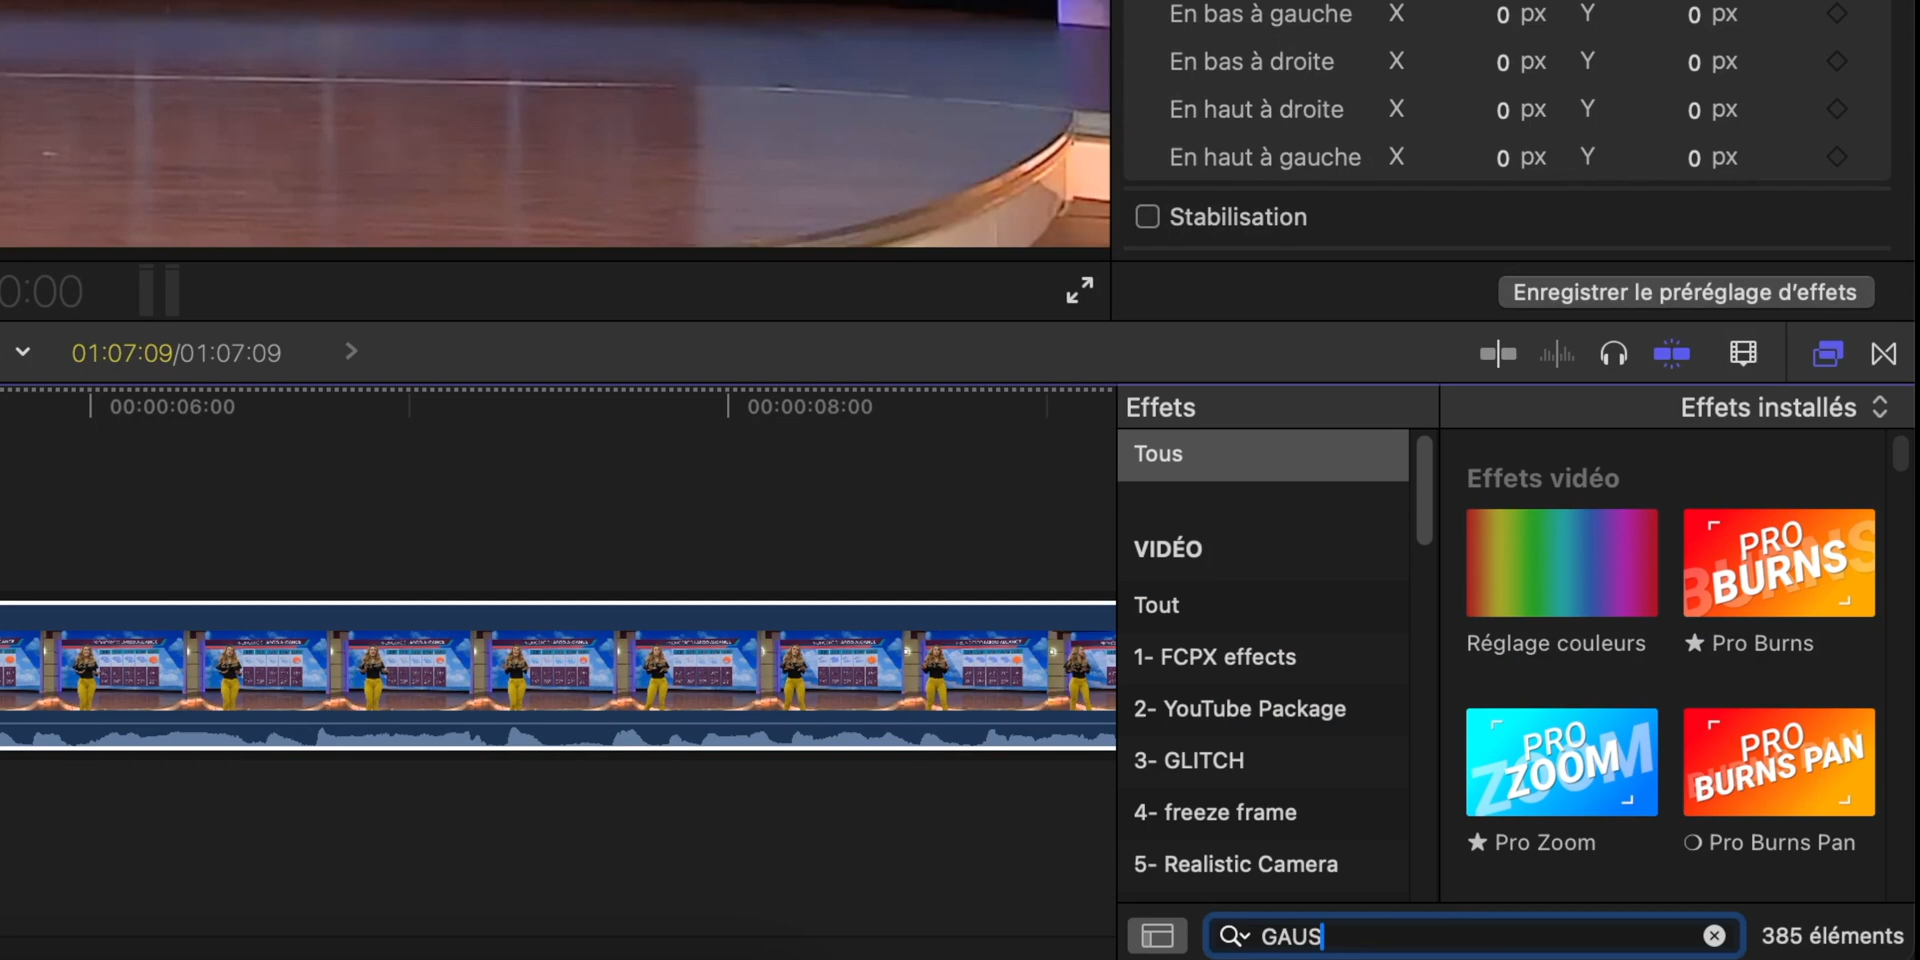 En bas à gauche X 0 px Y 0 px
En bas à droite X 0 px Y 0 px
En haut à droite X 0 px Y 0 px
En haut à gauche X 0 px Y 0 px
Stabilisation
0:00
Enregistrer le préréglage d’effets
01:07:09/01:07:09
00:00:06:00
00:00:08:00
Effets
Effets installés
Tous
VIDÉO
Tout
1- FCPX effects
2- YouTube Package
3- GLITCH
4- freeze frame
5- Realistic Camera
Effets vidéo
PRO
BURNS
Réglage couleurs
★ Pro Burns
PRO
ZOOM
PRO
BURNS PAN
★ Pro Zoom
Pro Burns Pan
GAUS
385 éléments